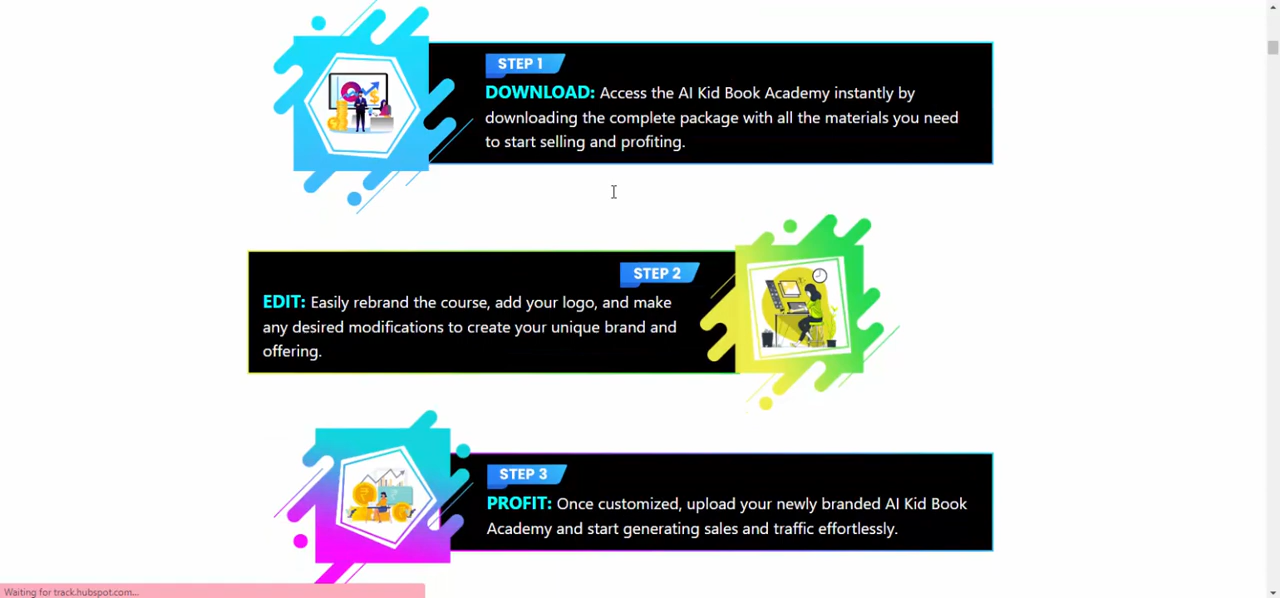 STEP 1
DOWNLOAD: Access the AI Kid Book Academy instantly by
downloading the complete package with all the materials you need
to start selling and profiting.
STEP 2
EDIT: Easily rebrand the course, add your logo, and make
any desired modifications to create your unique brand and
offering.
STEP 3
PROFIT: Once customized, upload your newly branded AI Kid Book
Academy and start generating sales and traffic effortlessly.
Waiting for track.hubspot.com...